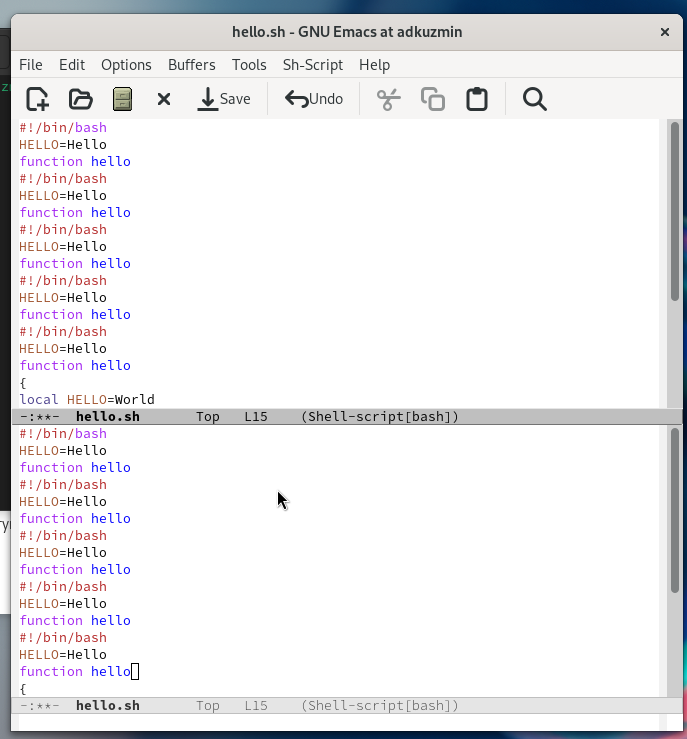 hello.sh - GNU Emacs at adkuzmin
File Edit Options Buffers Tools Sh-Script Help
Save Undo
#!/bin/bash
HELLO=Hello
function hello
#!/bin/bash
HELLO=Hello
function hello
#!/bin/bash
HELLO=Hello
function hello
#!/bin/bash
HELLO=Hello
function hello
#!/bin/bash
HELLO=Hello
function hello
{
local HELLO=World
-:**-  hello.sh       Top   L15    (Shell-script[bash])
#!/bin/bash
HELLO=Hello
function hello
#!/bin/bash
HELLO=Hello
function hello
#!/bin/bash
HELLO=Hello
function hello
#!/bin/bash
HELLO=Hello
function hello
#!/bin/bash
HELLO=Hello
function hello
{
-:**-  hello.sh       Top   L15    (Shell-script[bash])